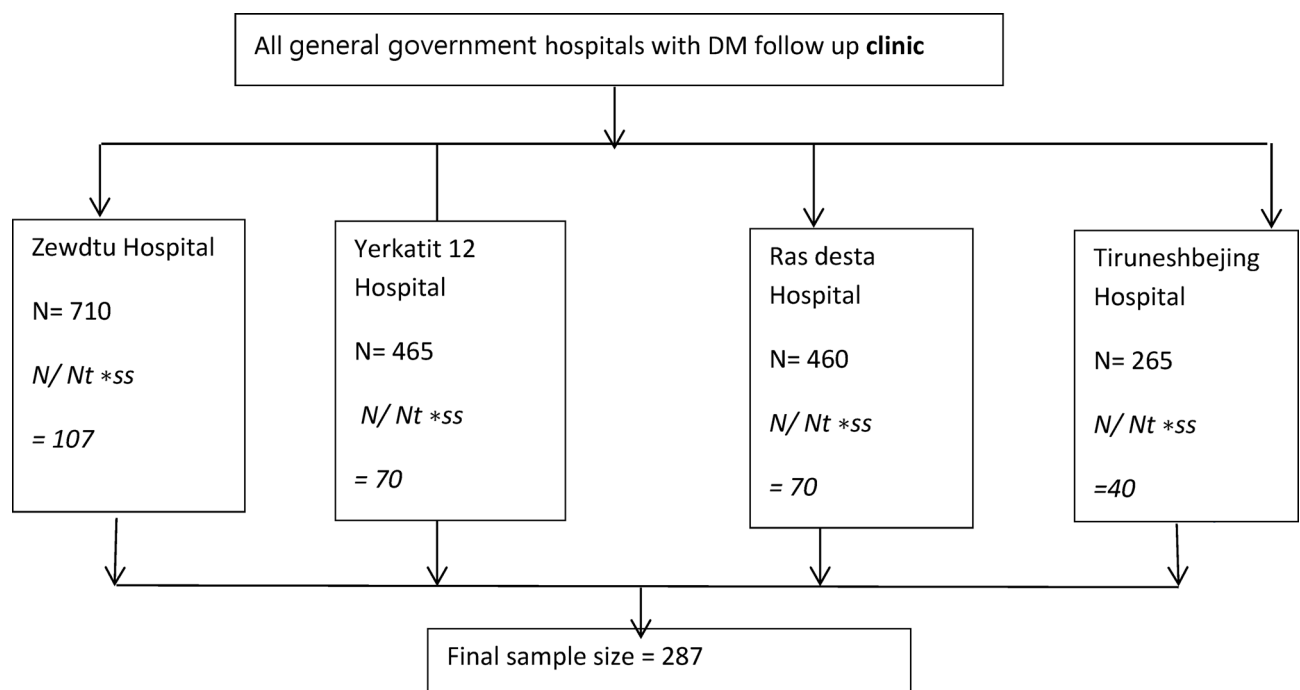 All general government hospitals with DM follow up clinic
Zewdtu Hospital
N= 710
N/ Nt *ss
= 107
Yerkatit 12
Hospital
N= 465
N/ Nt *ss
= 70
Ras desta
Hospital
N= 460
N/ Nt *ss
= 70
Tiruneshbejing
Hospital
N= 265
N/ Nt *ss
=40
Final sample size = 287